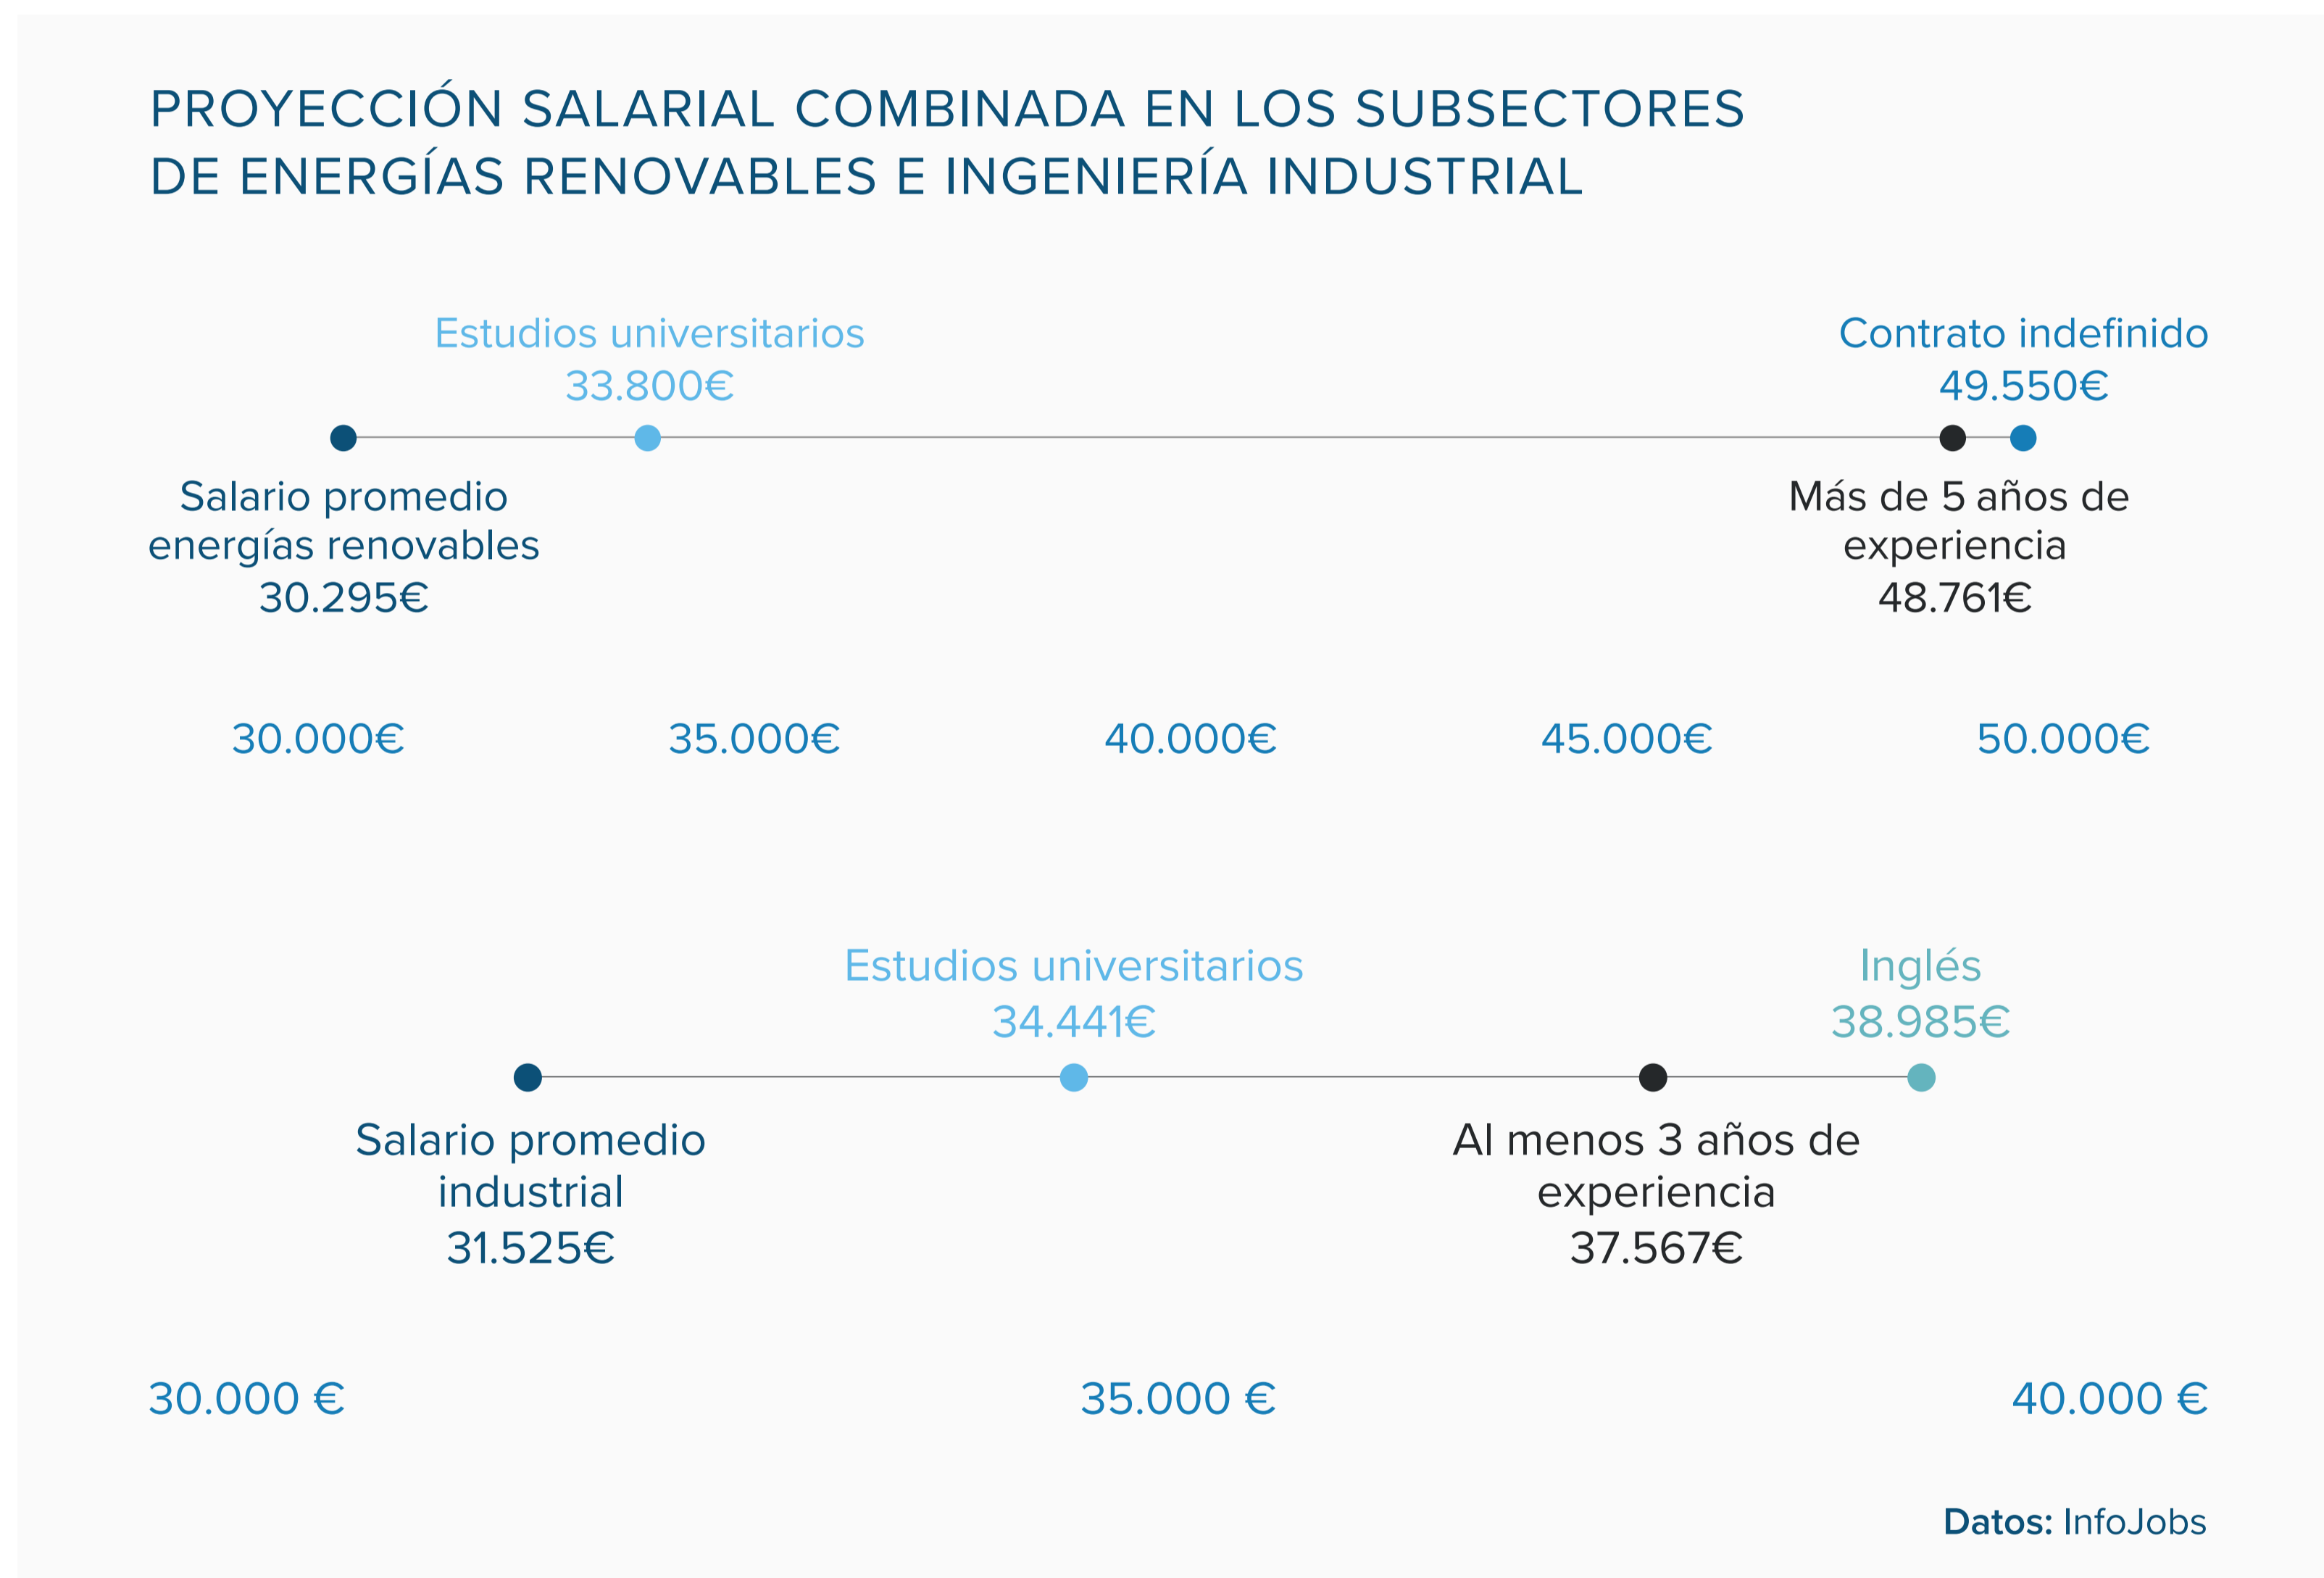 PROYECCIÓN SALARIAL COMBINADA EN LOS SUBSECTORES
DE ENERGÍAS RENOVABLES E INGENIERÍA INDUSTRIAL
Estudios universitarios
33.800€
Contrato indefinido
49.550€
Salario promedio
energías renovables
30.295€
Más de 5 años de
experiencia
48.761€
30.000€
35.000€
40.000€
45.000€
50.000€
Estudios universitarios
34.441€
Inglés
38.985€
Salario promedio
industrial
31.525€
Al menos 3 años de
experiencia
37.567€
30.000 €
35.000 €
40.000 €
Datos: InfoJobs